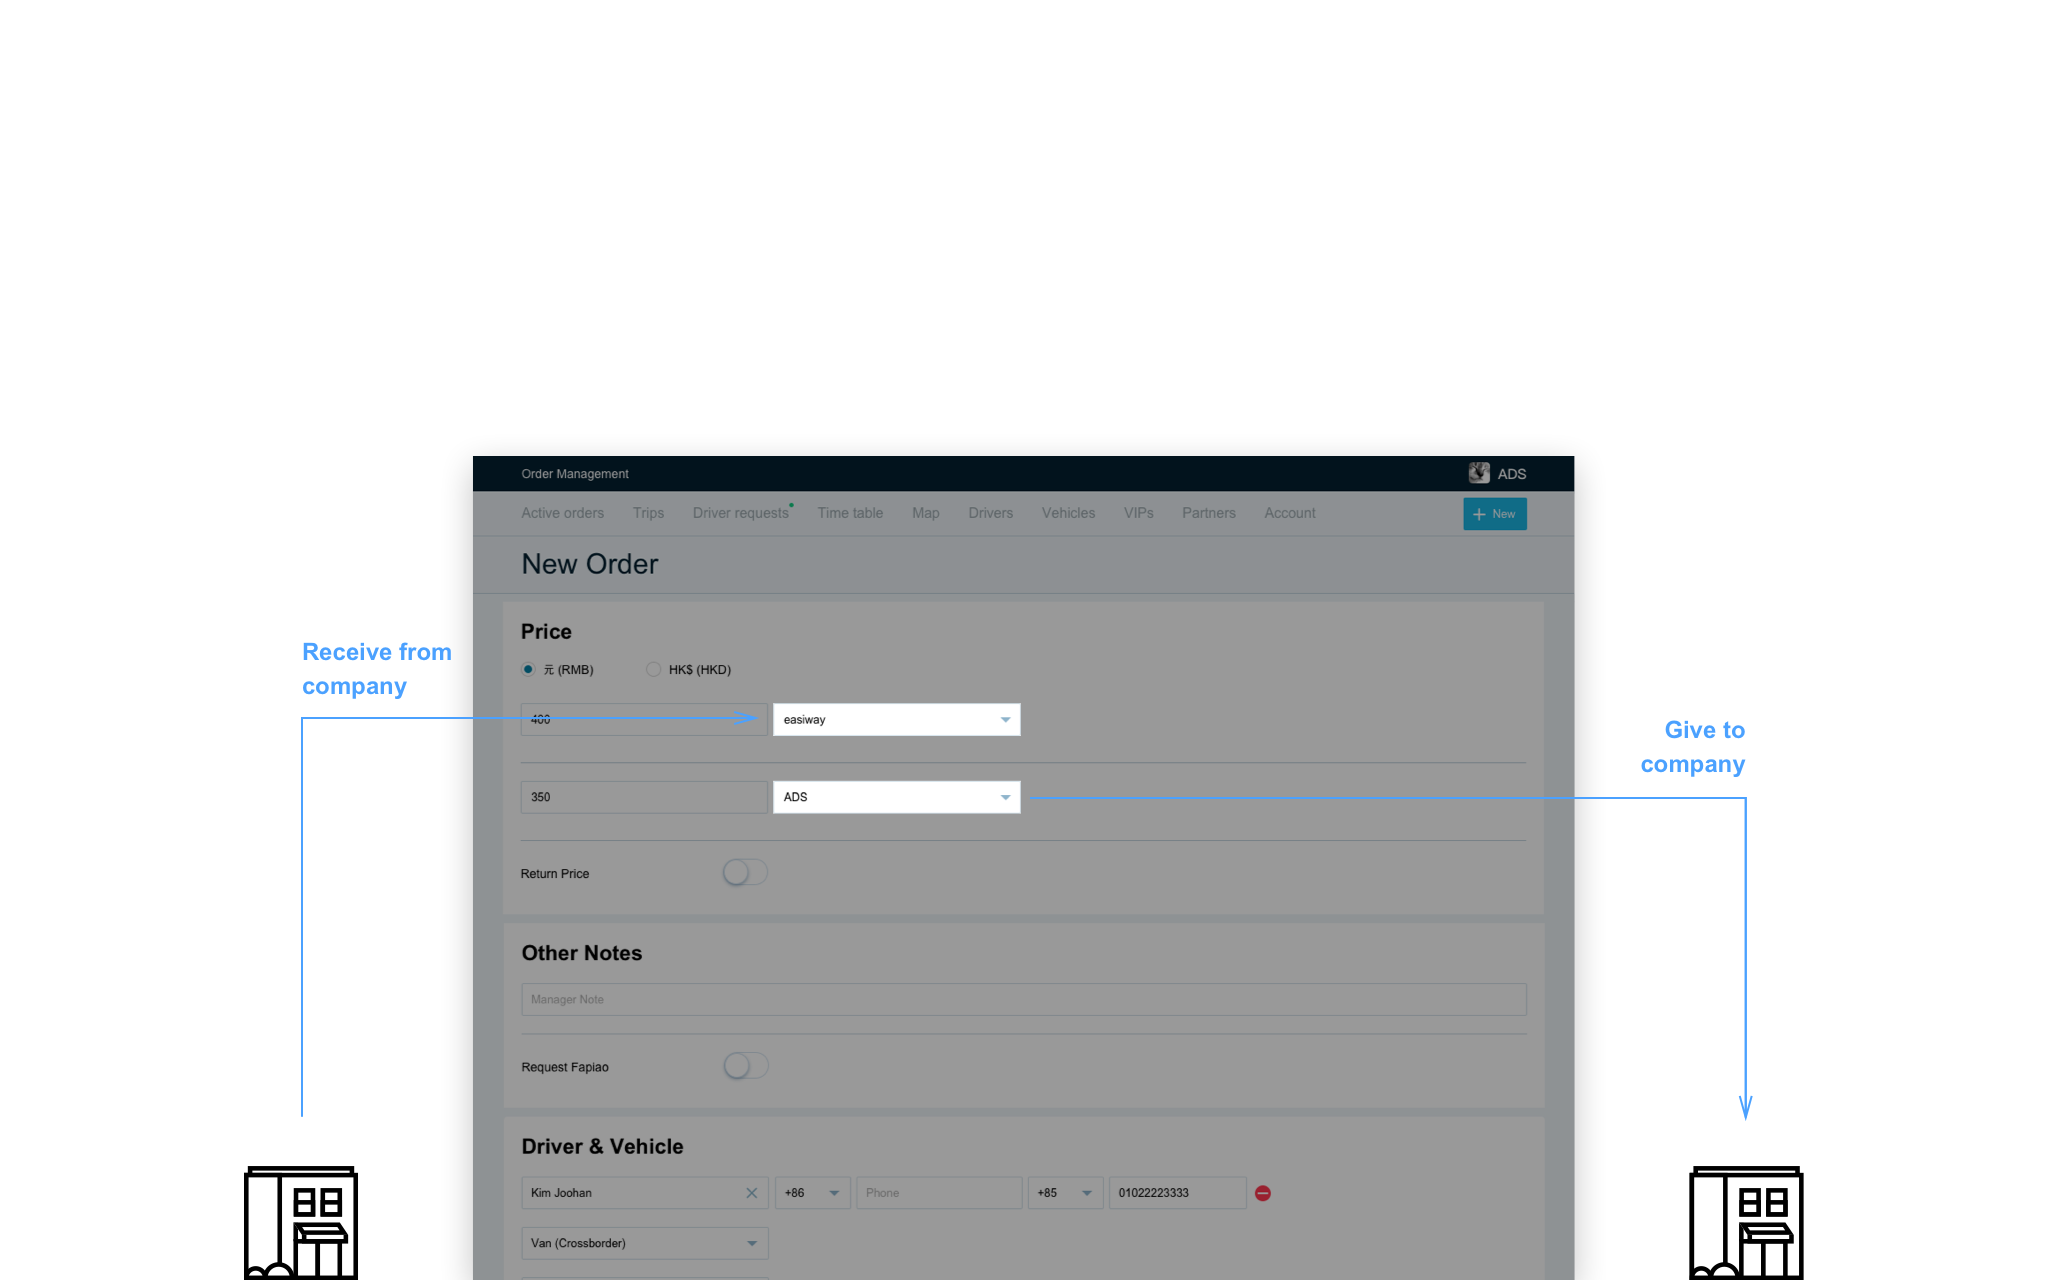 Order Management
ADS
Active orders Trips Driver requests Time table Map Drivers Vehicles VIPs Partners Account
New
New Order
Price
Receive from
company
元 (RMB) HK$ (HKD)
400 easiway
Give to
company
350 ADS
Return Price
Other Notes
Manager Note
Request Fapiao
Driver & Vehicle
Kim Joohan +86 Phone +85 01022223333
Van (Crossborder)